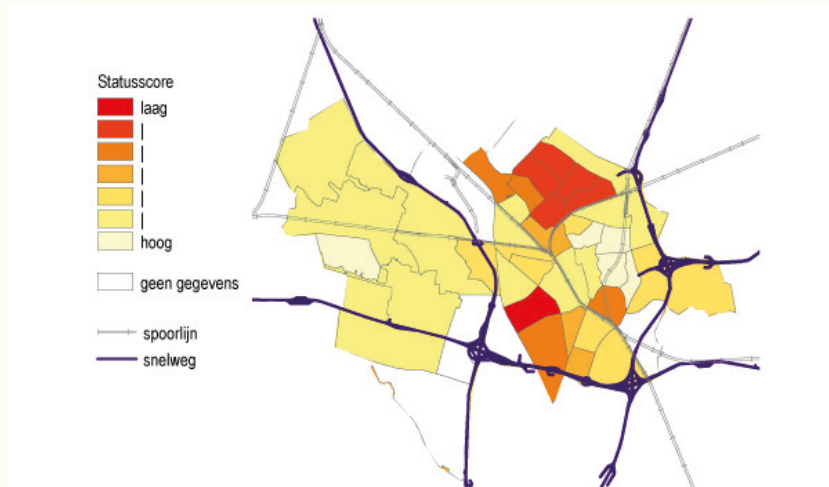 Statusscore
laag
|
|
|
|
|
hoog
geen gegevens
spoorlijn
snelweg